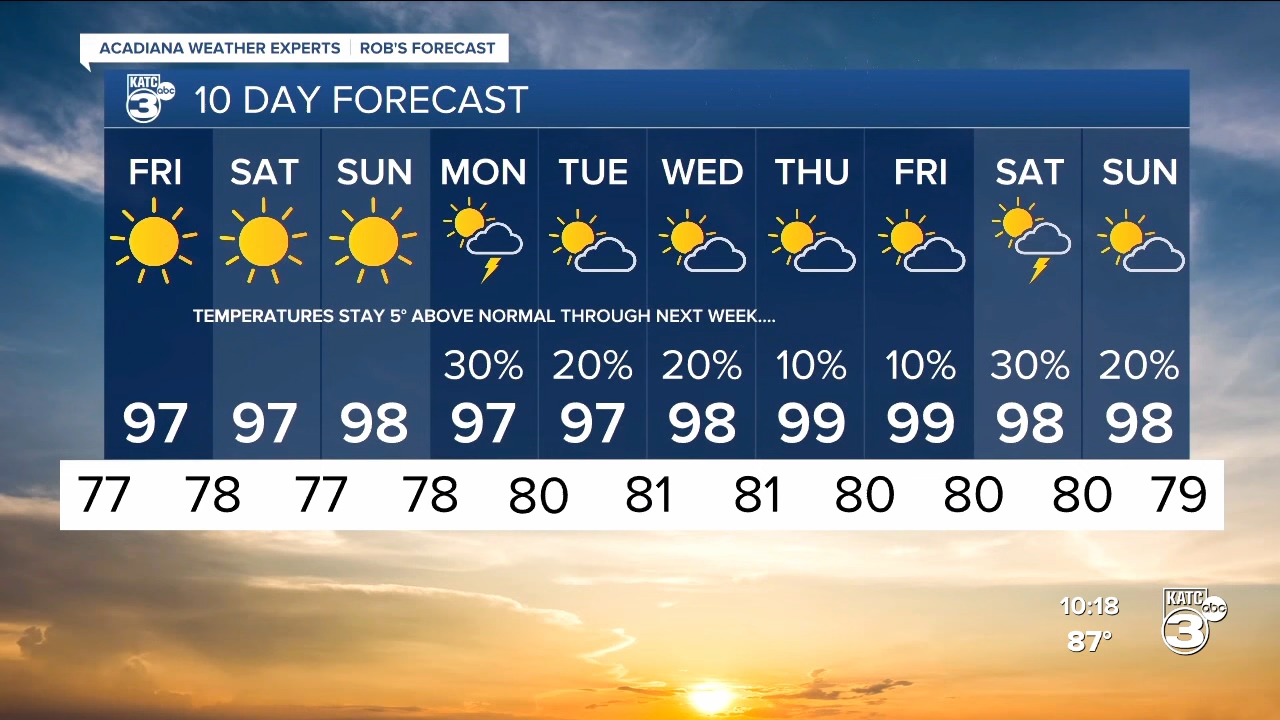 ACADIANA WEATHER EXPERTS | ROB'S FORECAST
KATC 3 abc 10 DAY FORECAST
FRI SAT SUN MON TUE WED THU FRI SAT SUN
TEMPERATURES STAY 5° ABOVE NORMAL THROUGH NEXT WEEK....
30% 20% 20% 10% 10% 30% 20%
97 97 98 97 97 98 99 99 98 98
77 78 77 78 80 81 81 80 80 80 79
10:18
87°
KATC 3 abc